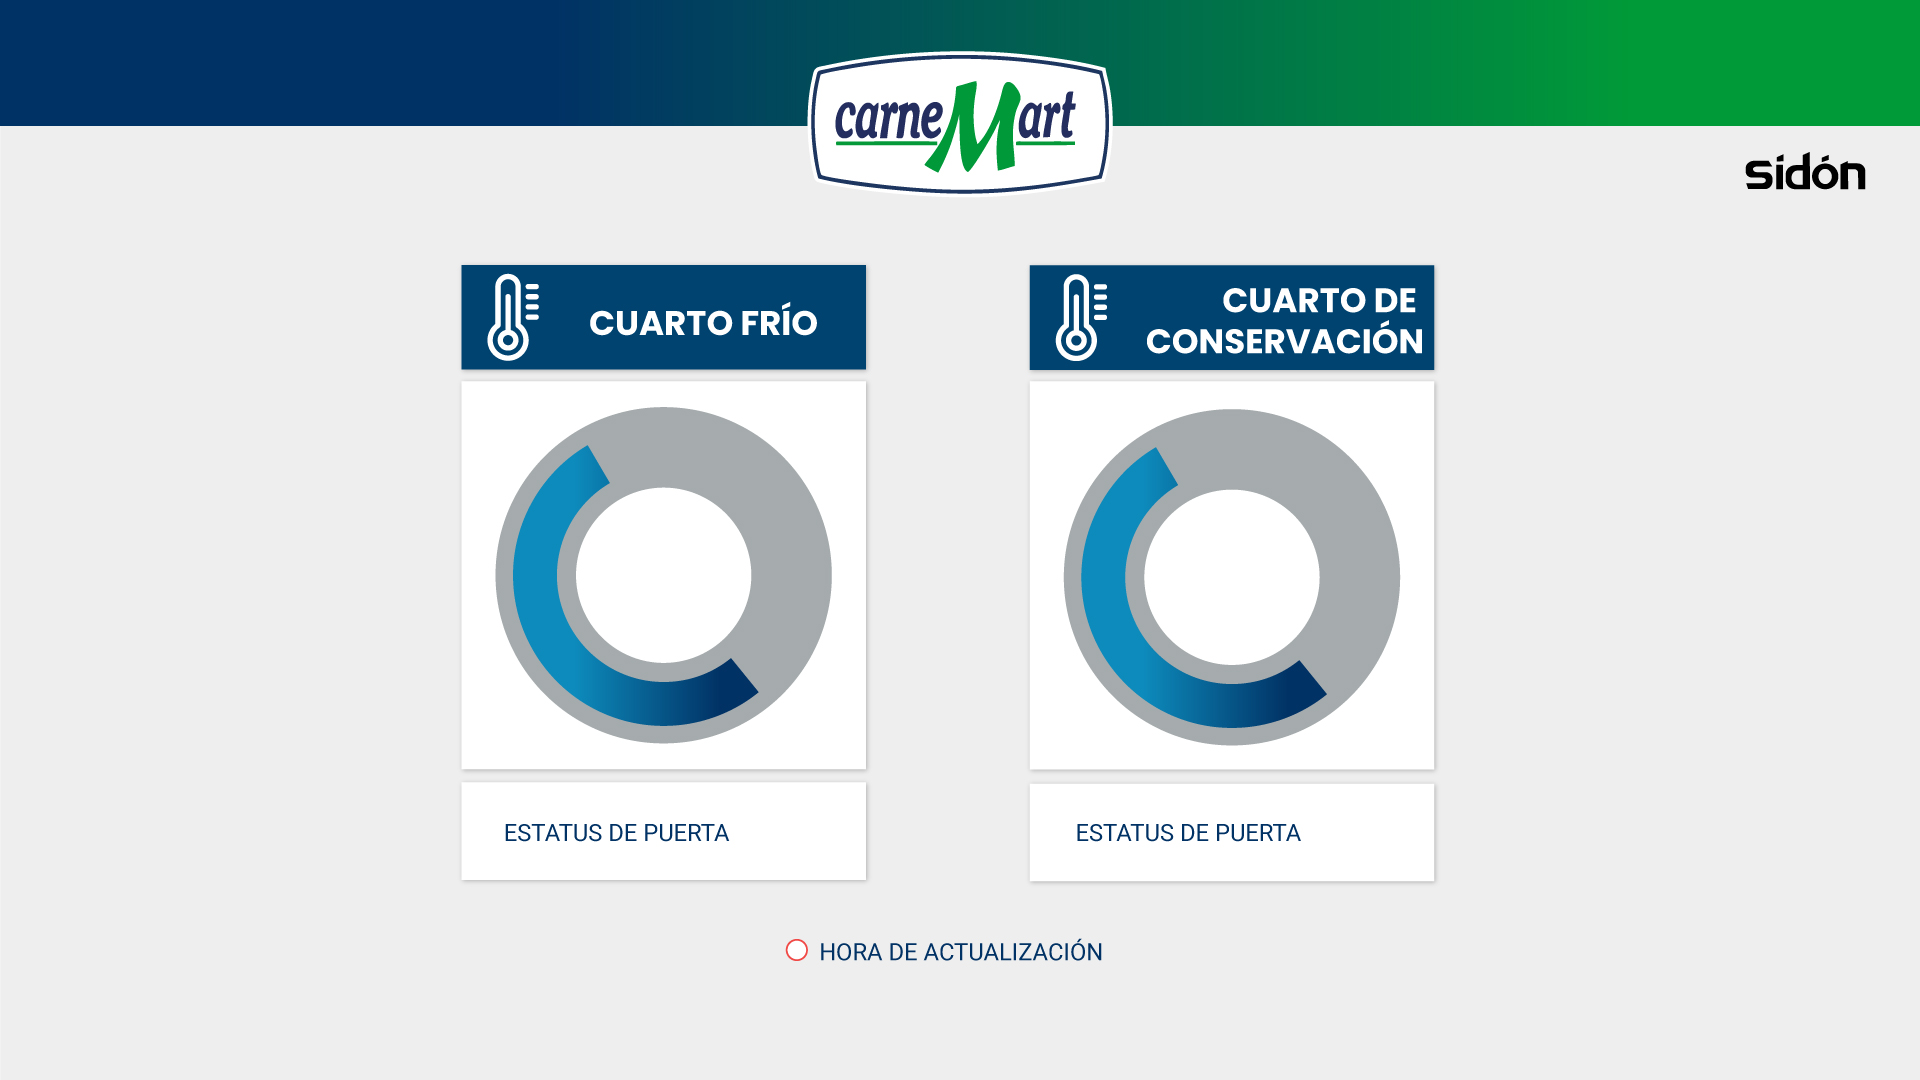 carneMart
sidón
CUARTO FRÍO
CUARTO DE
CONSERVACIÓN
ESTATUS DE PUERTA
ESTATUS DE PUERTA
HORA DE ACTUALIZACIÓN